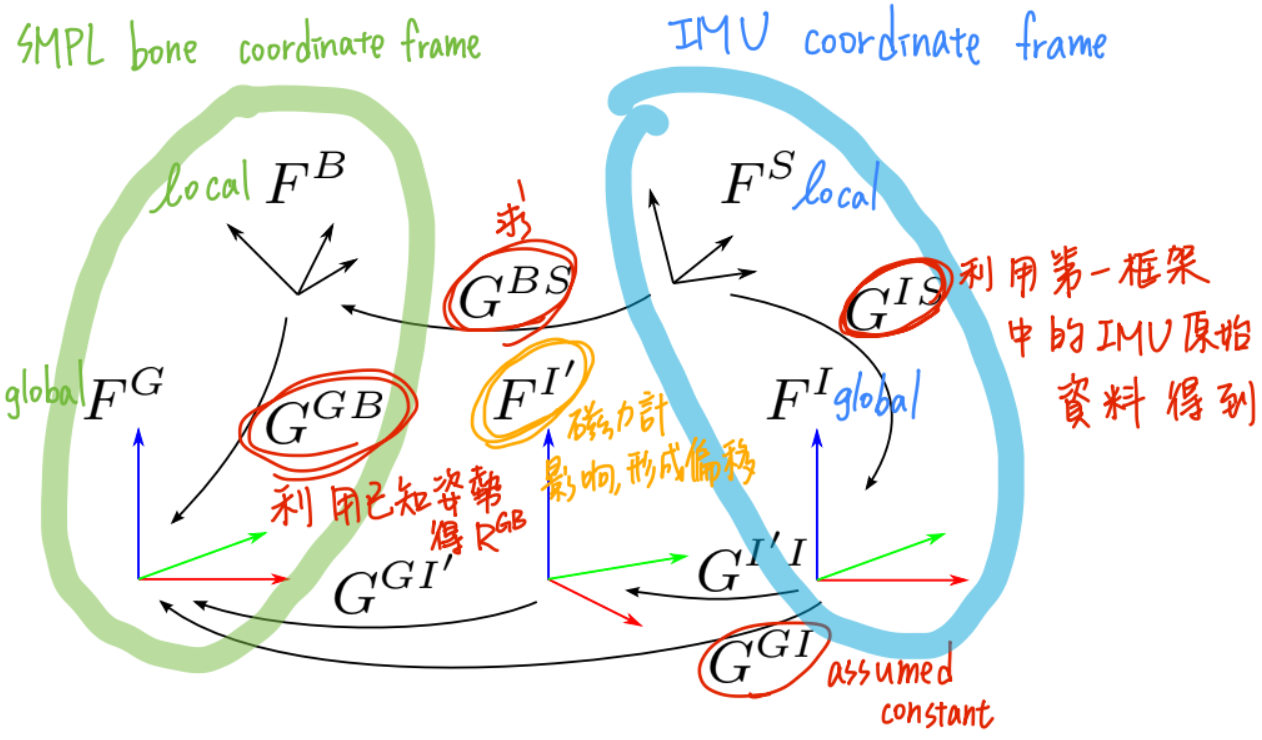 SMPL bone coordinate frame
IMU coordinate frame
local F^B
F^S local
求
G^{BS}
G^{IS}
利用第一框架
中的IMU原始
資料得到
global F^G
G^{GB}
F^{I'}
F^I global
磁力計
影响,形成偏移
利用已知姿勢
得R^{GB}
G^{GI'}
G^{I'I}
G^{GI}
assumed
constant